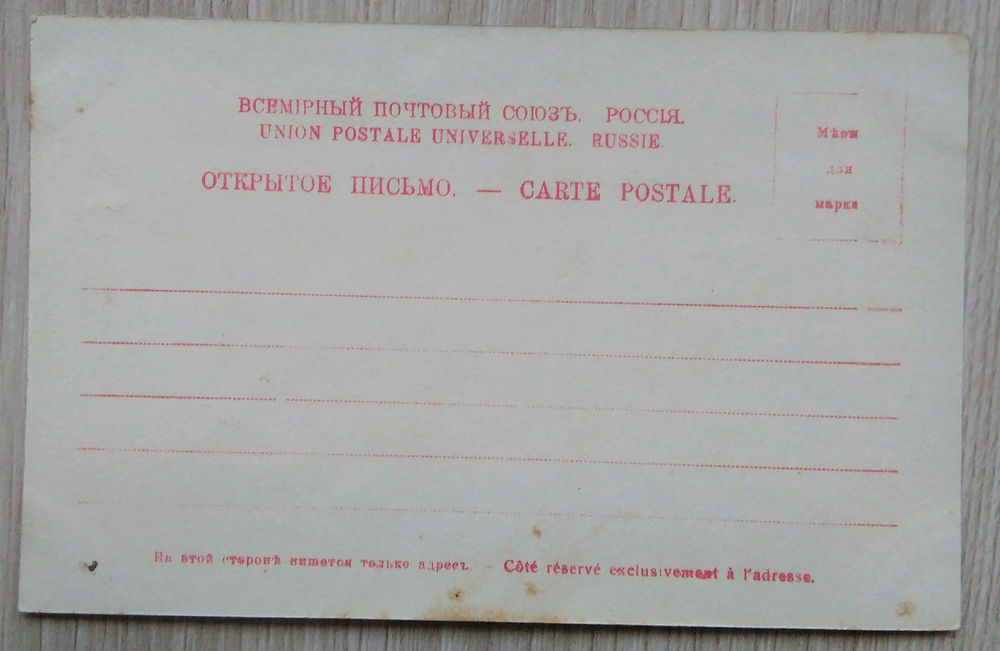 ВСЕМІРНЫЙ ПОЧТОВЫЙ СОЮЗЪ. РОССІЯ.
UNION POSTALE UNIVERSELLE. RUSSIE.
ОТКРЫТОЕ ПИСЬМО. — CARTE POSTALE.
Мѣсто
для
марки
На этой сторонѣ пишется только адресъ. - Côté réservé exclusivement à l'adresse.